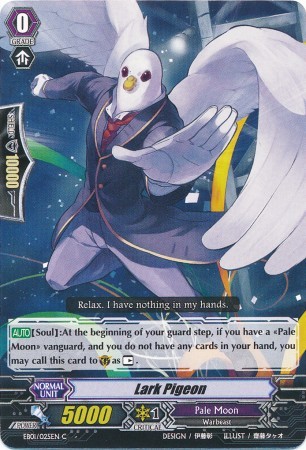 0
GRADE
SHIELD
10000
Relax. I have nothing in my hands.
AUTO [Soul]:At the beginning of your guard step, if you have a «Pale
Moon» vanguard, and you do not have any cards in your hand, you
may call this card to G as R.
NORMAL
UNIT
Lark Pigeon
POWER
5000
1
CRITICAL
Pale Moon
Warbeast
EB01/025EN C
DESIGN / 伊藤彰
ILLUST / 齋藤タヶオ